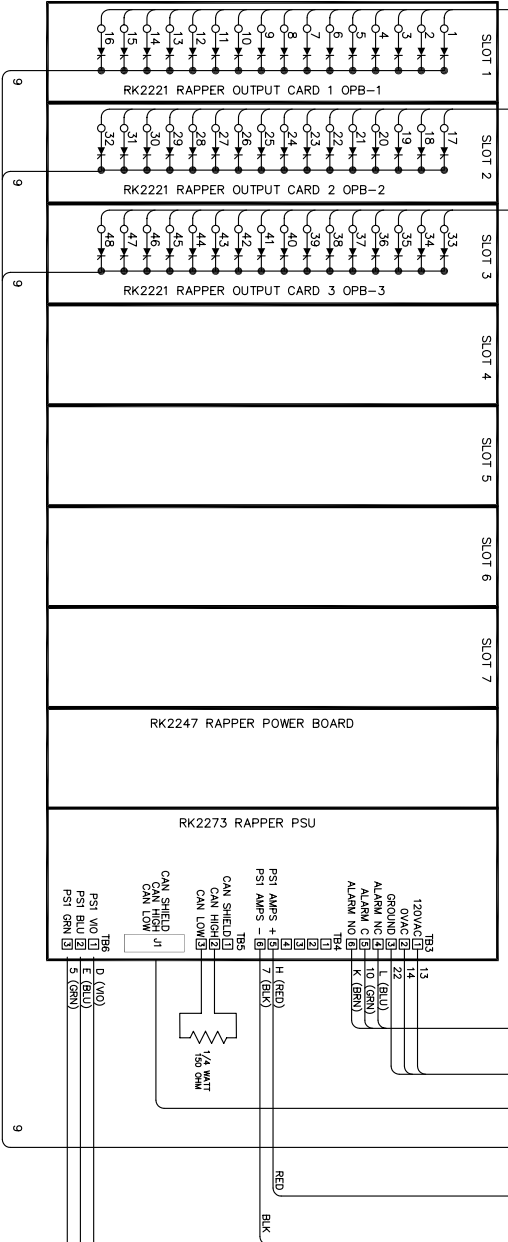 16 15 14 13 12 11 10 9 8 7 6 5 4 3 2 1
SLOT 1
RK2221 RAPPER OUTPUT CARD 1 OPB-1
9
32 31 30 29 28 27 26 25 24 23 22 21 20 19 18 17
SLOT 2
RK2221 RAPPER OUTPUT CARD 2 OPB-2
9
48 47 46 45 44 43 42 41 40 39 38 37 36 35 34 33
SLOT 3
RK2221 RAPPER OUTPUT CARD 3 OPB-3
9
SLOT 4
SLOT 5
SLOT 6
SLOT 7
RK2247 RAPPER POWER BOARD
RK2273 RAPPER PSU
TB3
120VAC 1 13
0VAC 2 14
GROUND 3 22
ALARM NC 4 L (BLU)
ALARM C 5 10 (GRN)
ALARM NO 6 K (BRN)
TB4
1
2
3
4
PS1 AMPS + 5 H (RED)
PS1 AMPS - 6 7 (BLK)
TB5
CAN SHIELD 1
CAN HIGH 2
CAN LOW 3
1/4 WATT
150 OHM
CAN SHIELD
CAN HIGH
CAN LOW
J1
TB6
PS1 VIO 1 D (VIO)
PS1 BLU 2 E (BLU)
PS1 GRN 3 5 (GRN)
9
RED
BLK